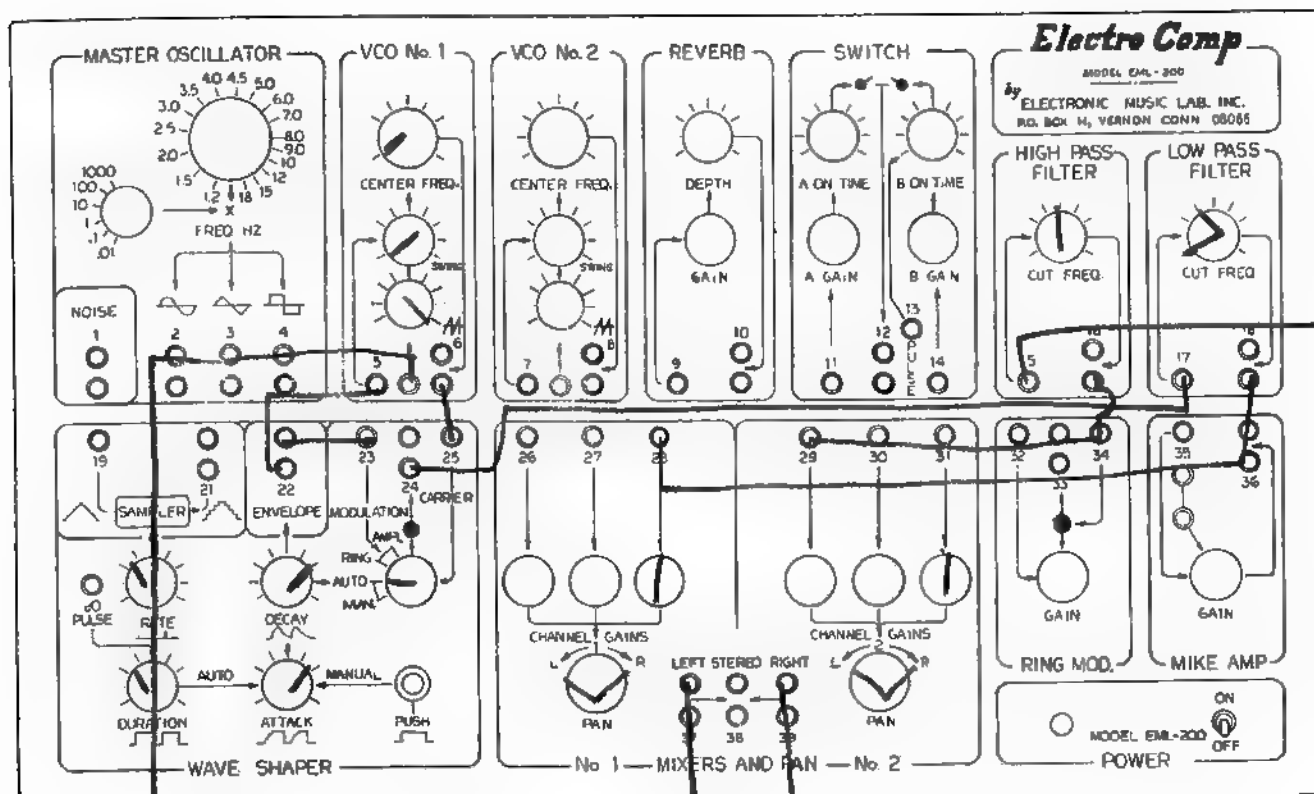 Electro Comp
MODEL EML-200
by ELECTRONIC MUSIC LAB. INC.
P.O. BOX H, VERNON CONN 06066
MASTER OSCILLATOR
4.0 4.5 5.0
3.5 6.0
3.0 7.0
2.5 8.0
2.0 9.0
1.5 10
1.2 18 15 12
1000
100
10
1
.1
.01
X
FREQ HZ
NOISE
1
2 3 4
VCO No. 1
CENTER FREQ.
SWING
5 6
VCO No. 2
CENTER FREQ.
SWING
7 8
REVERB
DEPTH
GAIN
9 10
SWITCH
A ON TIME B ON TIME
A GAIN B GAIN
11 12 13 14
PULSE
HIGH PASS
FILTER
CUT FREQ.
15 16
LOW PASS
FILTER
CUT FREQ
17 18
19
21
SAMPLER
22
ENVELOPE
23 24 25
MODULATION
CARRIER
AMPL
RING
AUTO
MAN.
PULSE
RATE
DECAY
AUTO
MANUAL
DURATION
ATTACK
PUSH
WAVE SHAPER
26 27 28
29 30 31
CHANNEL 1 GAINS
L R
PAN
CHANNEL 2 GAINS
L R
PAN
LEFT STEREO RIGHT
37 38 39
No 1 — MIXERS AND PAN — No. 2
32 33 34
GAIN
RING MOD.
35 36
GAIN
MIKE AMP
MODEL EML-200
ON
OFF
POWER